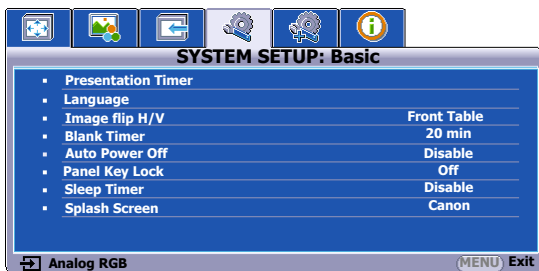 SYSTEM SETUP: Basic
Presentation Timer
Language
Image flip H/V Front Table
Blank Timer 20 min
Auto Power Off Disable
Panel Key Lock Off
Sleep Timer Disable
Splash Screen Canon
Analog RGB MENU Exit